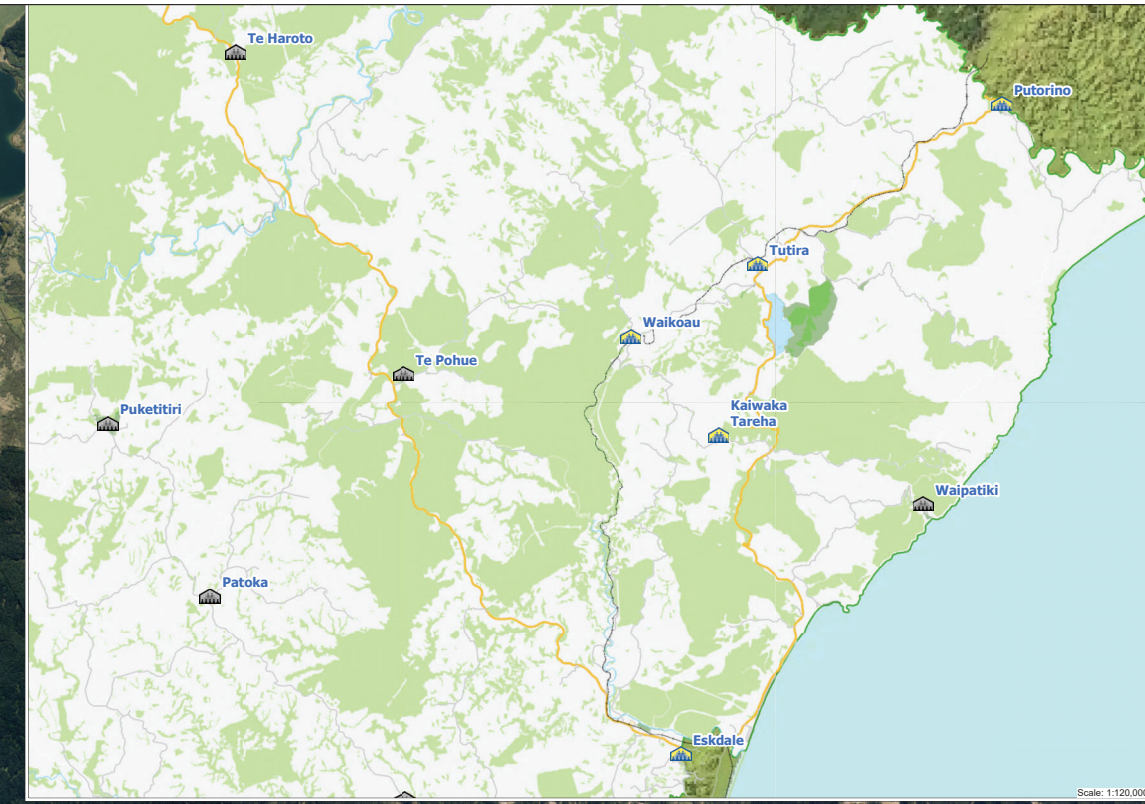 Te Haroto
Putorino
Tutira
Waikoau
Te Pohue
Kaiwaka
Tareha
Puketitiri
Waipatiki
Patoka
Eskdale
Scale: 1:120,000